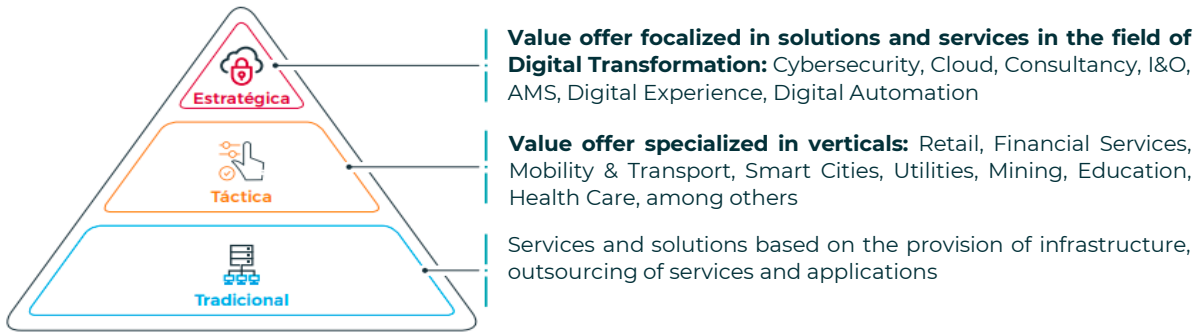 Value offer focalized in solutions and services in the field of
Digital Transformation: Cybersecurity, Cloud, Consultancy, I&O,
AMS, Digital Experience, Digital Automation
Estratégica
Value offer specialized in verticals: Retail, Financial Services,
Mobility & Transport, Smart Cities, Utilities, Mining, Education,
Health Care, among others
Táctica
Services and solutions based on the provision of infrastructure,
outsourcing of services and applications
Tradicional